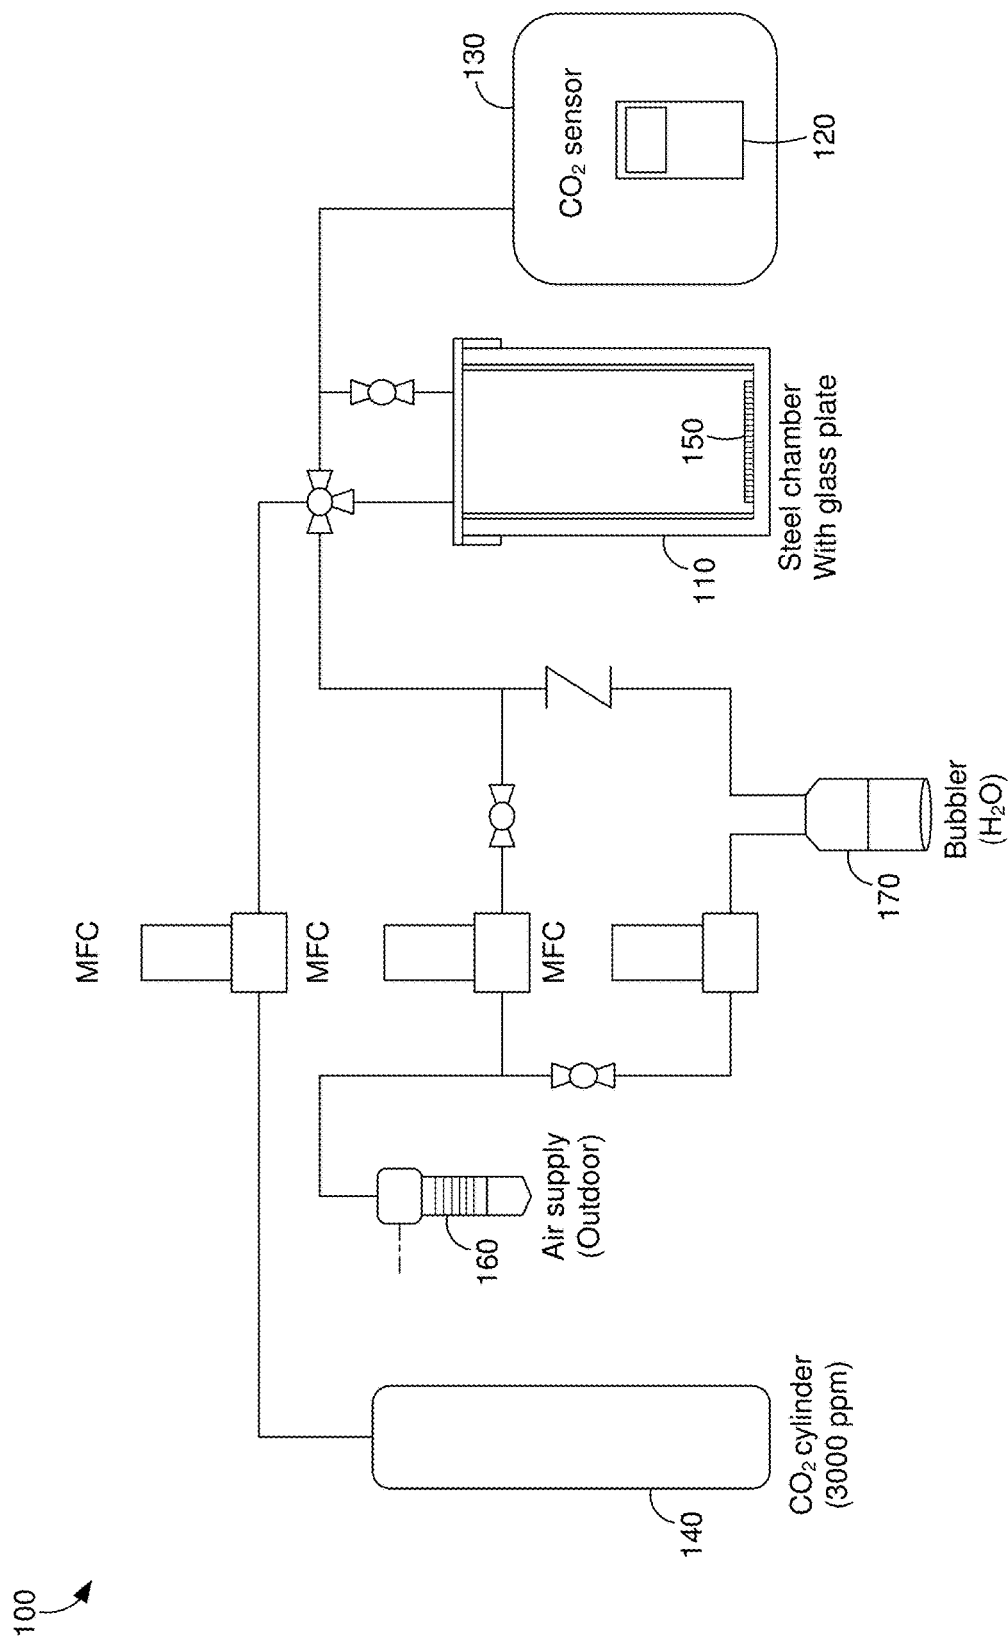 100
140
CO₂ cylinder
(3000 ppm)
160
Air supply
(Outdoor)
MFC
MFC
MFC
170
Bubbler
(H₂O)
110
150
Steel chamber
With glass plate
130
CO₂ sensor
120